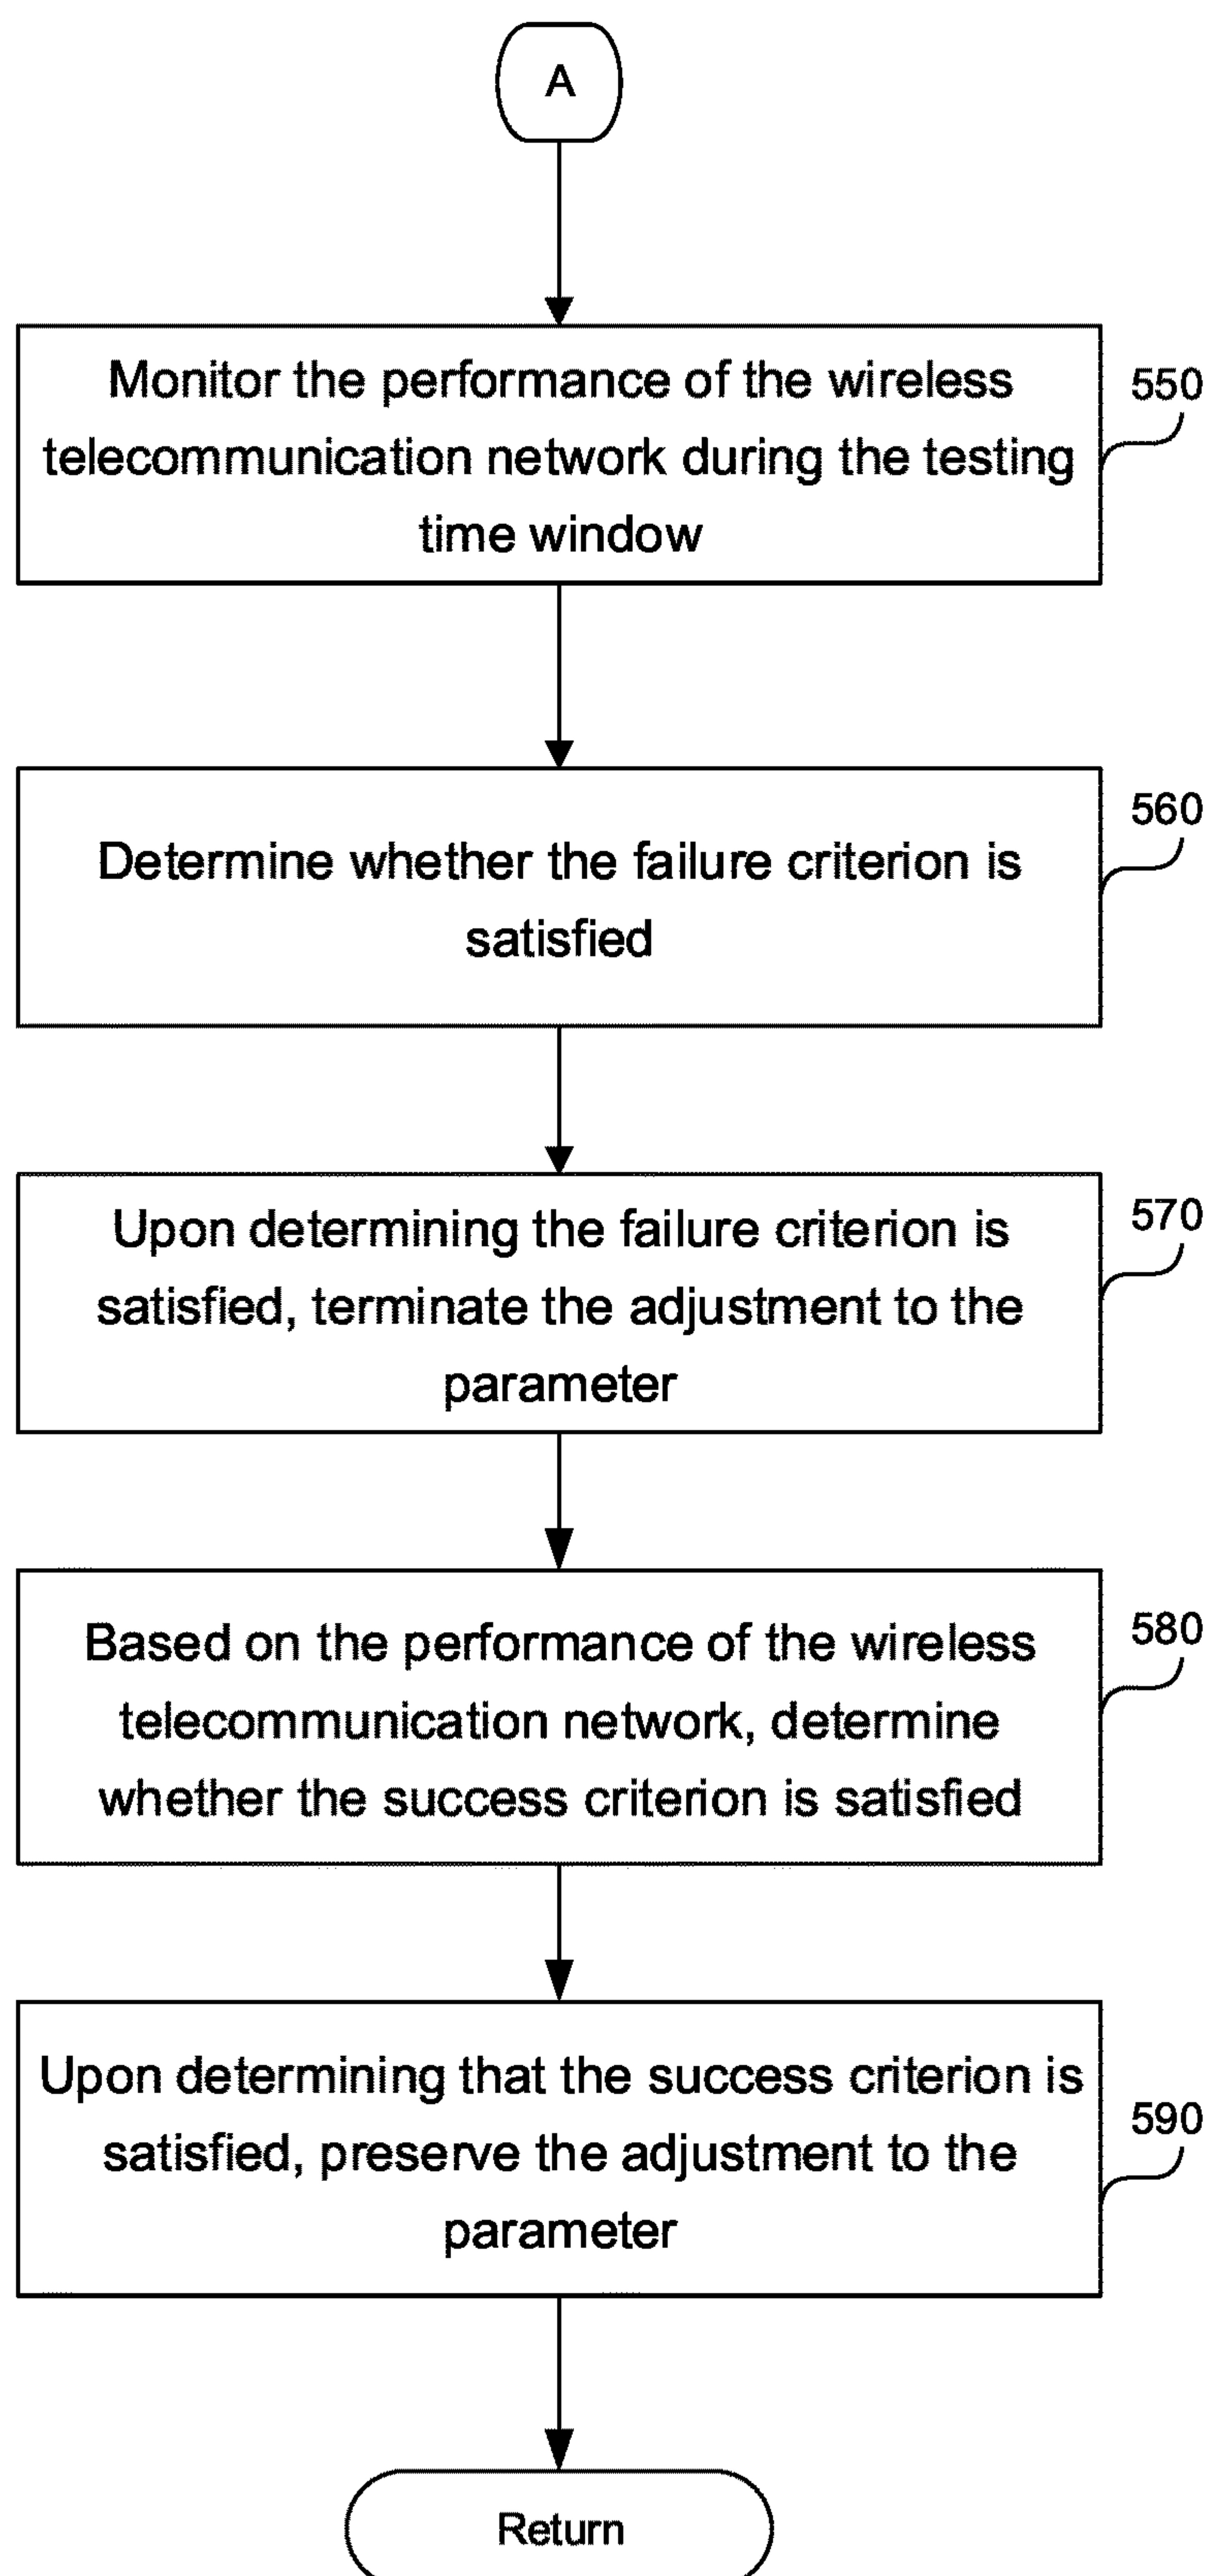 A
Monitor the performance of the wireless
telecommunication network during the testing
time window
550
Determine whether the failure criterion is
satisfied
560
Upon determining the failure criterion is
satisfied, terminate the adjustment to the
parameter
570
Based on the performance of the wireless
telecommunication network, determine
whether the success criterion is satisfied
580
Upon determining that the success criterion is
satisfied, preserve the adjustment to the
parameter
590
Return